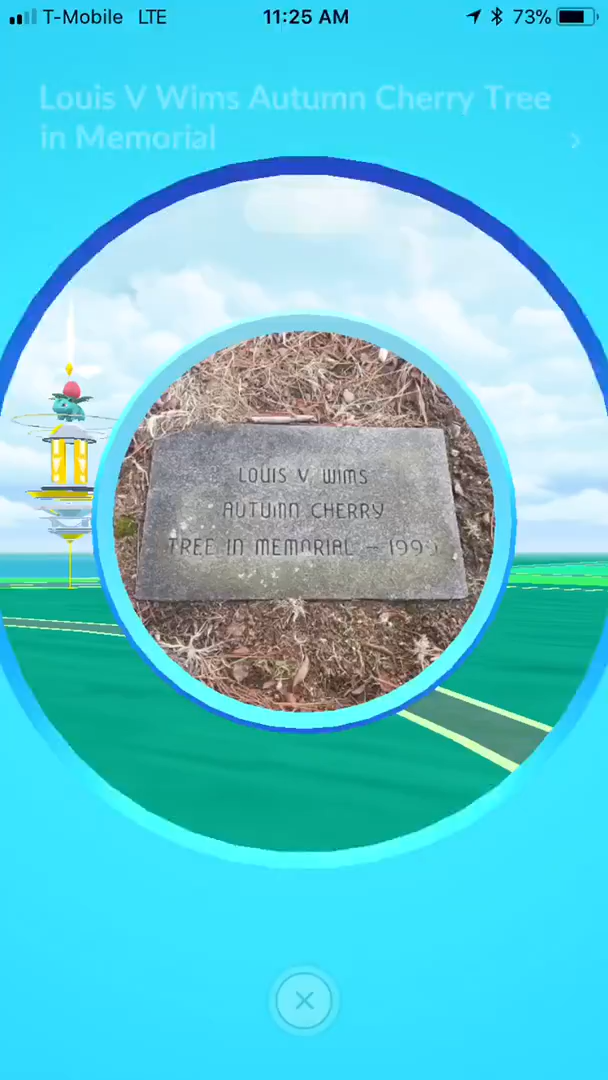 T-Mobile LTE 11:25 AM 73%
Louis V Wims Autumn Cherry Tree
in Memorial
LOUIS V. WIMS
AUTUMN CHERRY
TREE IN MEMORIAL – 1999